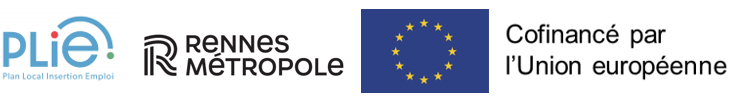 PLiE
Plan Local Insertion Emploi
RENNES
MÉTROPOLE
Cofinancé par
l'Union européenne